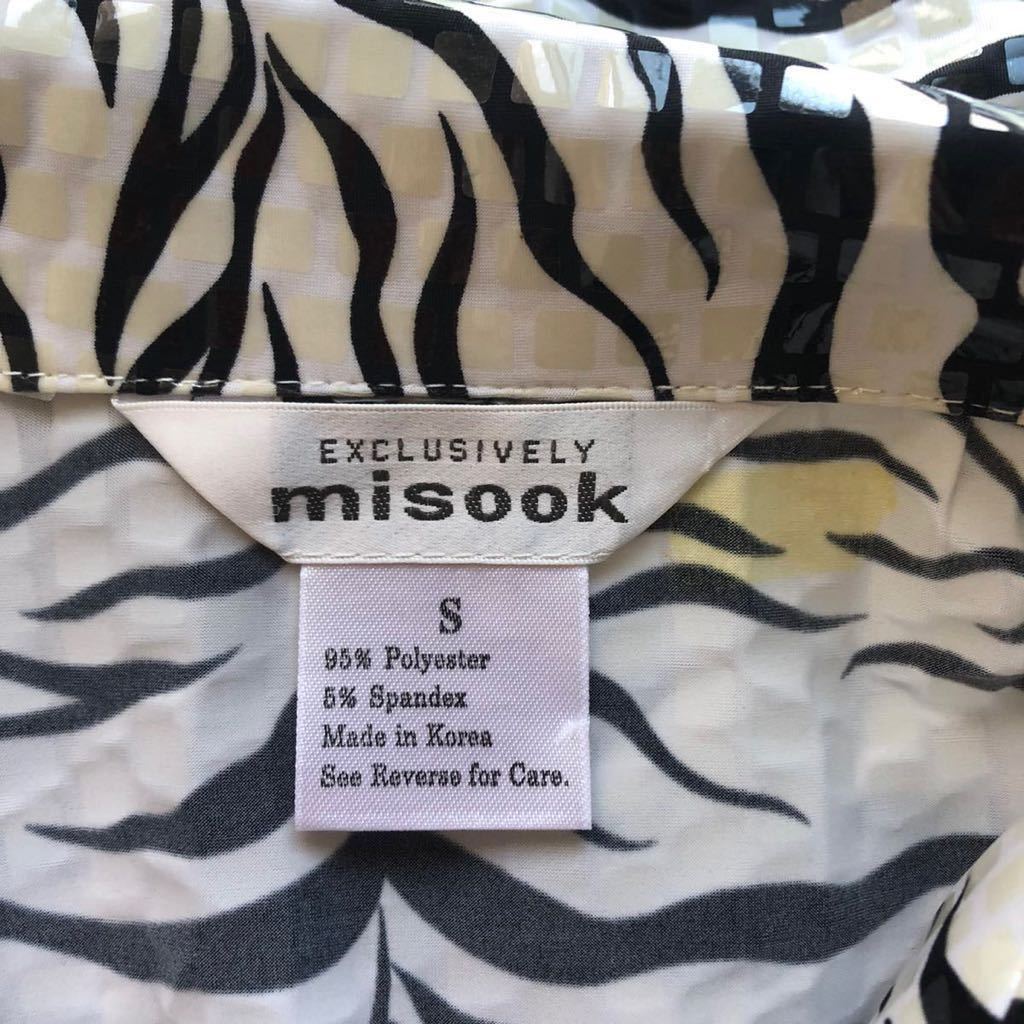 EXCLUSIVELY
misook
S
95% Polyester
5% Spandex
Made in Korea
See Reverse for Care.